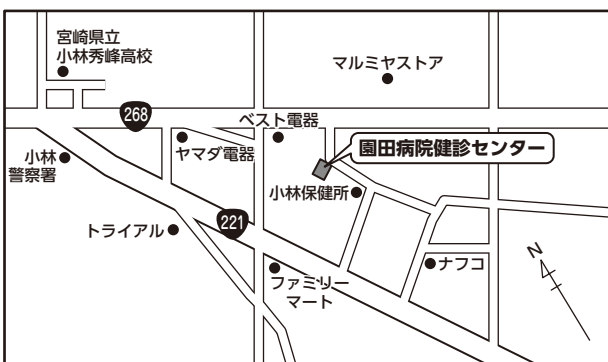 宮崎県立
小林秀峰高校
マルミヤストア
268
ベスト電器
ヤマダ電器
園田病院健診センター
小林
警察署
小林保健所
221
トライアル
ナフコ
N
ファミリー
マート